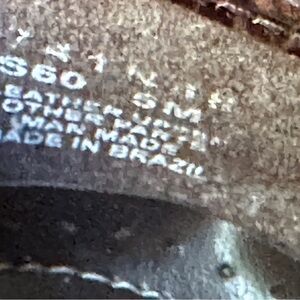 S60 5M
LEATHER UPPER
OTHER PARTS
MAN MADE
MADE IN BRAZIL